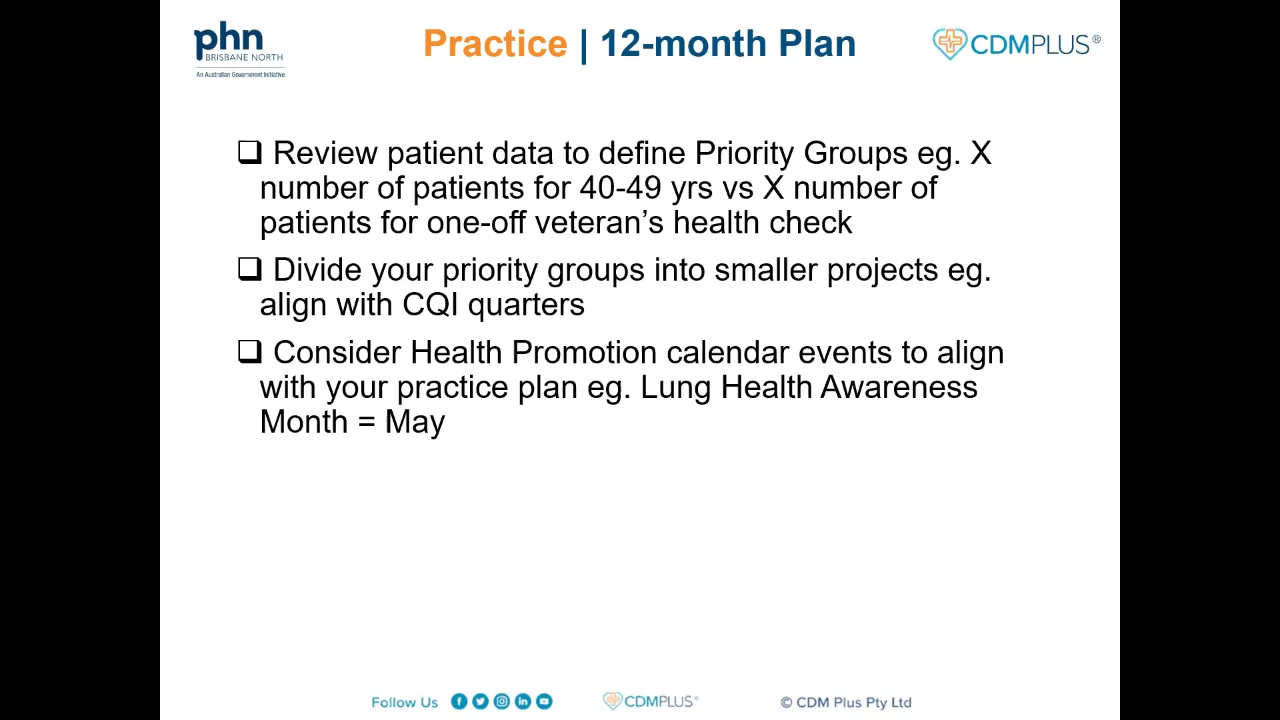 phn
BRISBANE NORTH
An Australian Government Initiative
Practice | 12-month Plan
CDMPLUS®
❑ Review patient data to define Priority Groups eg. X
number of patients for 40-49 yrs vs X number of
patients for one-off veteran’s health check
❑ Divide your priority groups into smaller projects eg.
align with CQI quarters
❑ Consider Health Promotion calendar events to align
with your practice plan eg. Lung Health Awareness
Month = May
Follow Us
CDMPLUS®
© CDM Plus Pty Ltd